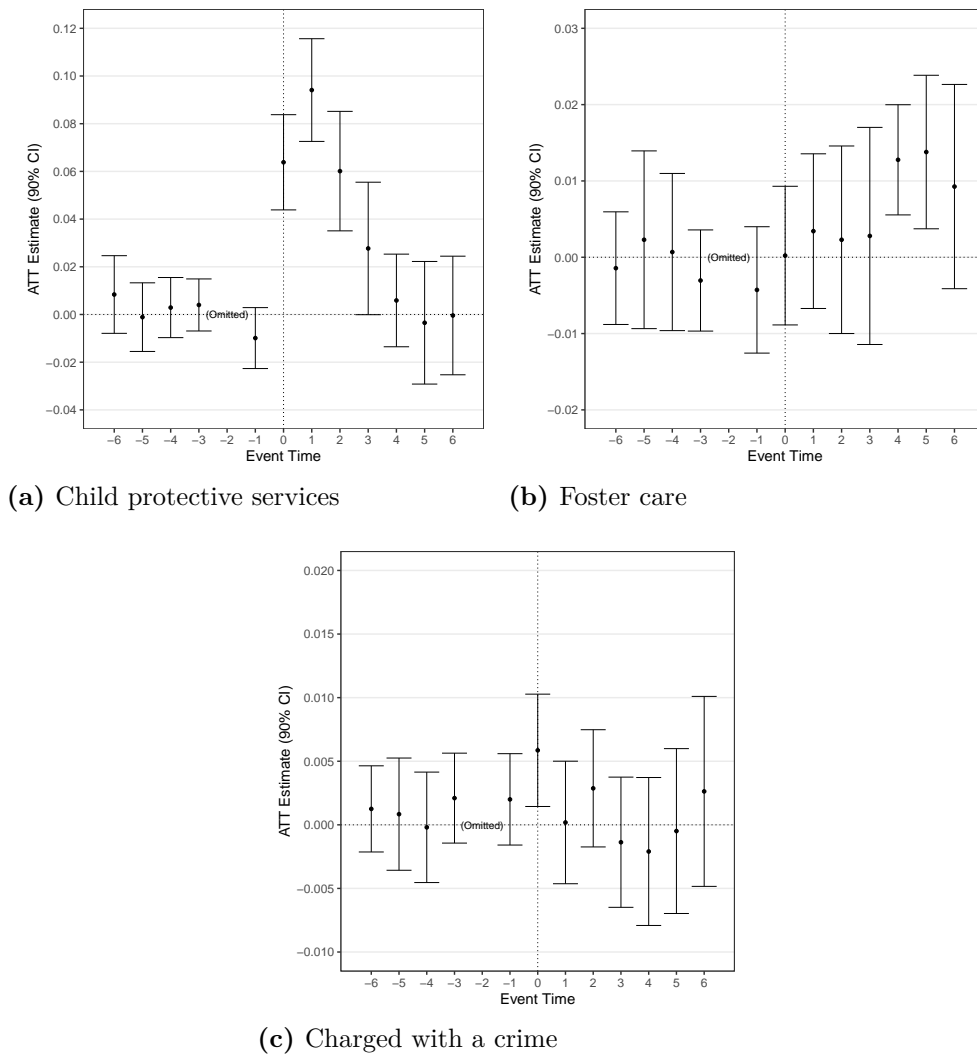 0.12
0.10
0.08
0.06
0.04
0.02
0.00
−0.02
−0.04
ATT Estimate (90% CI)
(Omitted)
−6 −5 −4 −3 −2 −1 0 1 2 3 4 5 6
Event Time
(a) Child protective services
0.03
0.02
0.01
0.00
−0.01
−0.02
ATT Estimate (90% CI)
(Omitted)
−6 −5 −4 −3 −2 −1 0 1 2 3 4 5 6
Event Time
(b) Foster care
0.020
0.015
0.010
0.005
0.000
−0.005
−0.010
ATT Estimate (90% CI)
(Omitted)
−6 −5 −4 −3 −2 −1 0 1 2 3 4 5 6
Event Time
(c) Charged with a crime